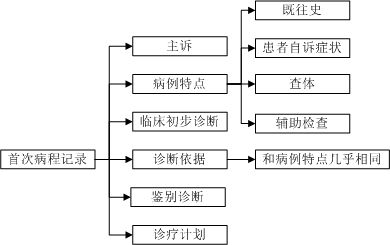 既往史
主诉
患者自诉症状
病例特点
查体
临床初步诊断
辅助检查
首次病程记录
诊断依据
和病例特点几乎相同
鉴别诊断
诊疗计划